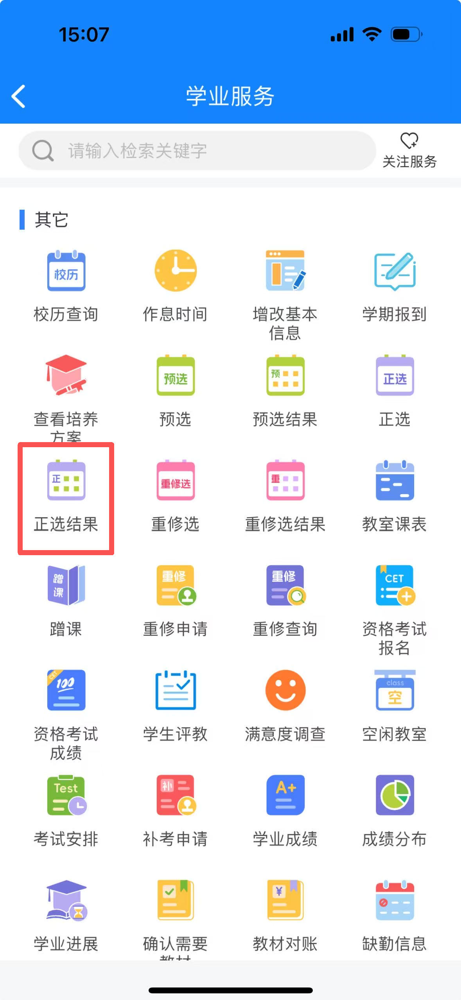 15:07
学业服务
请输入检索关键字
关注服务
其它
校历
校历查询
作息时间
增改基本
信息
学期报到
查看培养
方案
预选
预选
预
预选结果
正选
正选
正
正选结果
重修选
重修选
重
重修选结果
教室课表
蹭
课
蹭课
重修
重修申请
重修
重修查询
CET
资格考试
报名
CET
100
资格考试
成绩
学生评教
满意度调查
class
空
空闲教室
Test
考试安排
补
补考申请
A+
学业成绩
成绩分布
学业进展
确认需要
教材
¥
教材对账
缺勤信息